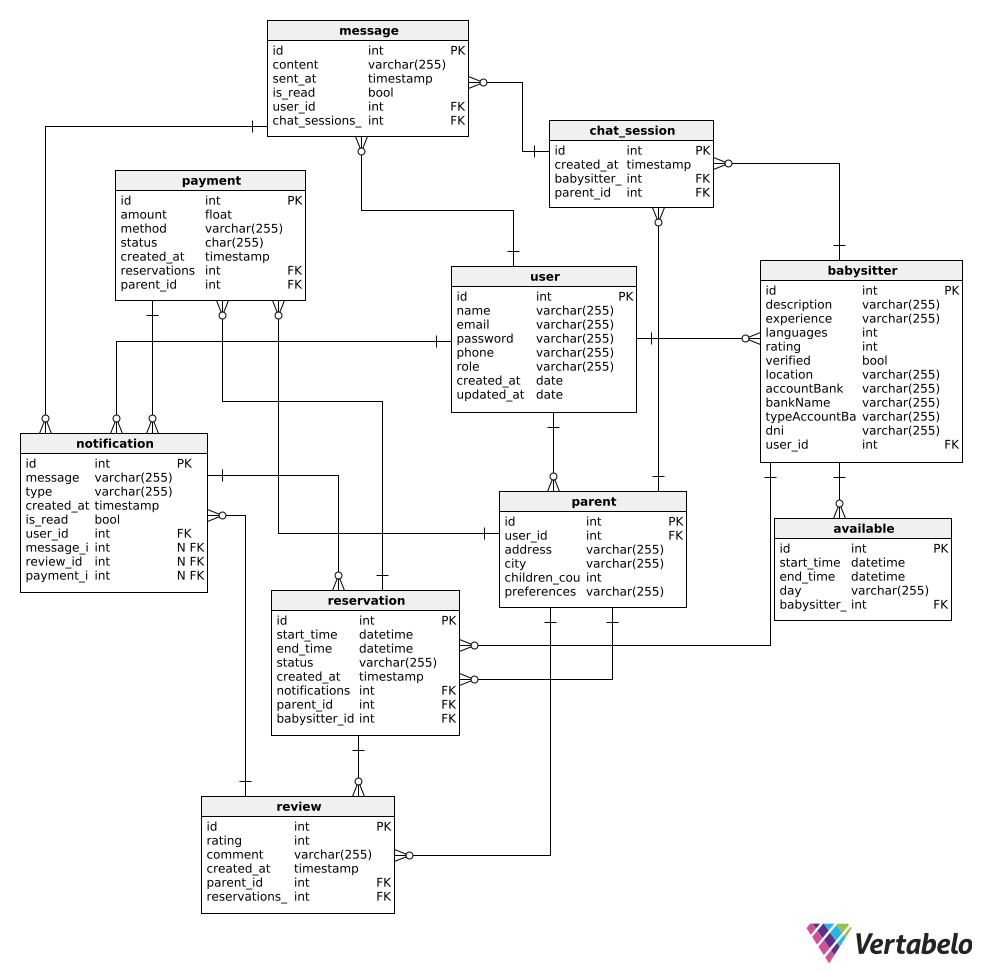 message
id int PK
content varchar(255)
sent_at timestamp
is_read bool
user_id int FK
chat_sessions_ int FK
chat_session
id int PK
created_at timestamp
babysitter_ int FK
parent_id int FK
payment
id int PK
amount float
method varchar(255)
status char(255)
created_at timestamp
reservations int FK
parent_id int FK
user
id int PK
name varchar(255)
email varchar(255)
password varchar(255)
phone varchar(255)
role varchar(255)
created_at date
updated_at date
babysitter
id int PK
description varchar(255)
experience varchar(255)
languages int
rating int
verified bool
location varchar(255)
accountBank varchar(255)
bankName varchar(255)
typeAccountBa varchar(255)
dni varchar(255)
user_id int FK
notification
id int PK
message varchar(255)
type varchar(255)
created_at timestamp
is_read bool
user_id int FK
message_i int N FK
review_id int N FK
payment_i int N FK
parent
id int PK
user_id int FK
address varchar(255)
city varchar(255)
children_cou int
preferences varchar(255)
available
id int PK
start_time datetime
end_time datetime
day varchar(255)
babysitter_ int FK
reservation
id int PK
start_time datetime
end_time datetime
status varchar(255)
created_at timestamp
notifications int FK
parent_id int FK
babysitter_id int FK
review
id int PK
rating int
comment varchar(255)
created_at timestamp
parent_id int FK
reservations_ int FK
Vertabelo